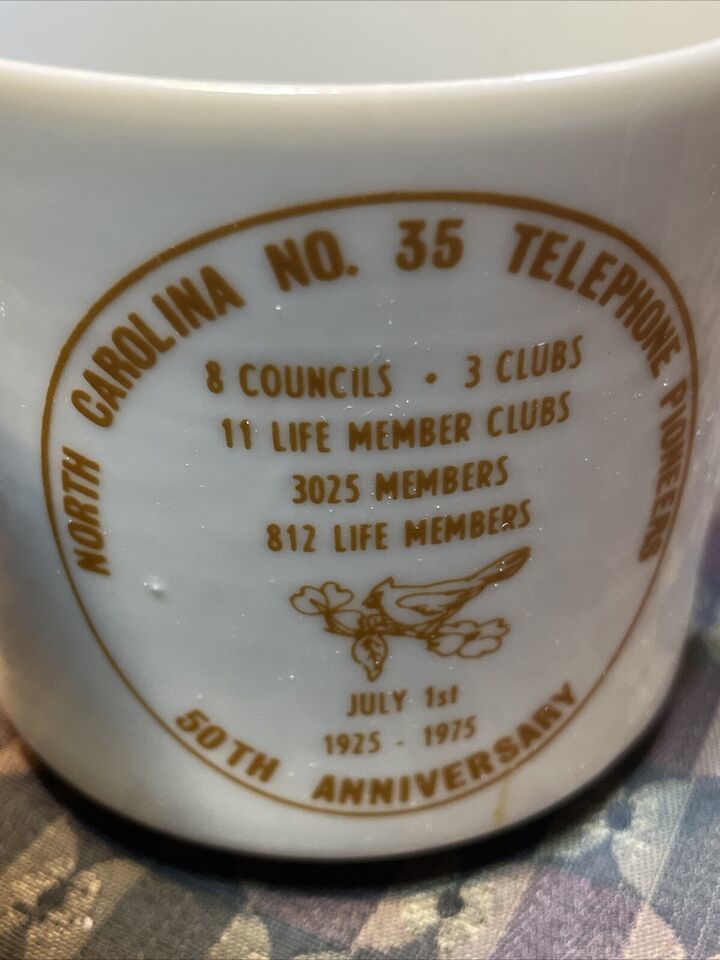 NORTH CAROLINA NO. 35 TELEPHONE PIONEERS
8 COUNCILS • 3 CLUBS
11 LIFE MEMBER CLUBS
3025 MEMBERS
812 LIFE MEMBERS
JULY 1st
1925 - 1975
50TH ANNIVERSARY